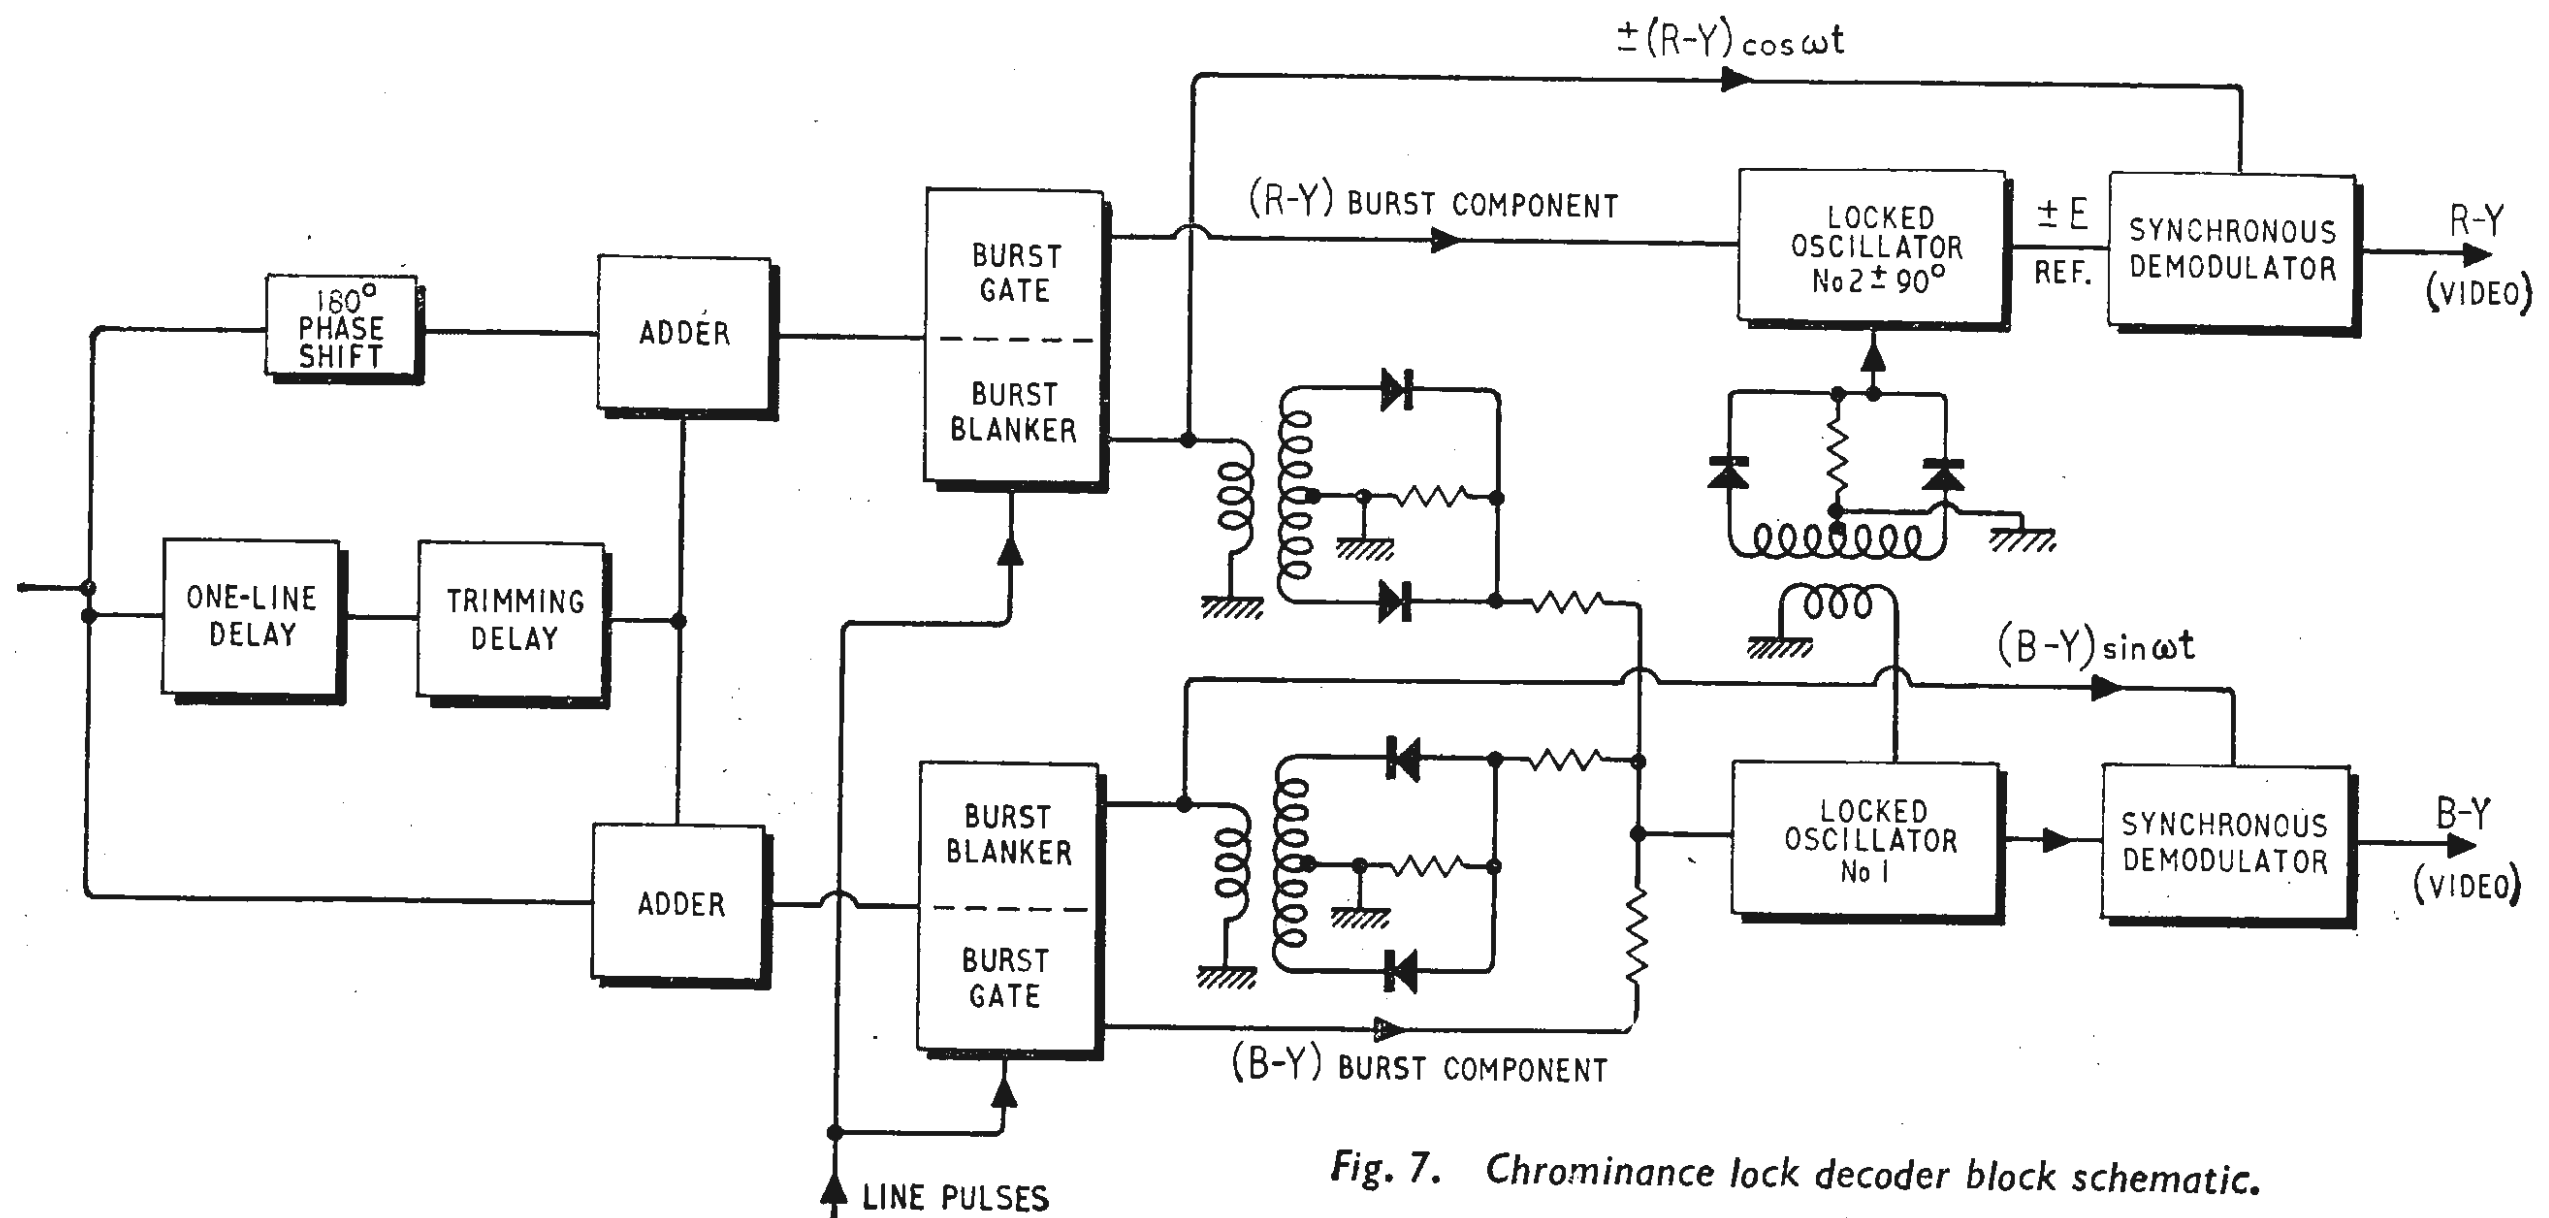 ±(R-Y) cos ωt
(R-Y) BURST COMPONENT
BURST
GATE
BURST
BLANKER
LOCKED
OSCILLATOR
No 2 ± 90°
± E
REF.
SYNCHRONOUS
DEMODULATOR
R-Y
(VIDEO)
180°
PHASE
SHIFT
ADDER
ONE-LINE
DELAY
TRIMMING
DELAY
(B-Y) sin ωt
ADDER
BURST
BLANKER
BURST
GATE
LOCKED
OSCILLATOR
No 1
SYNCHRONOUS
DEMODULATOR
B-Y
(VIDEO)
(B-Y) BURST COMPONENT
LINE PULSES
Fig. 7. Chrominance lock decoder block schematic.